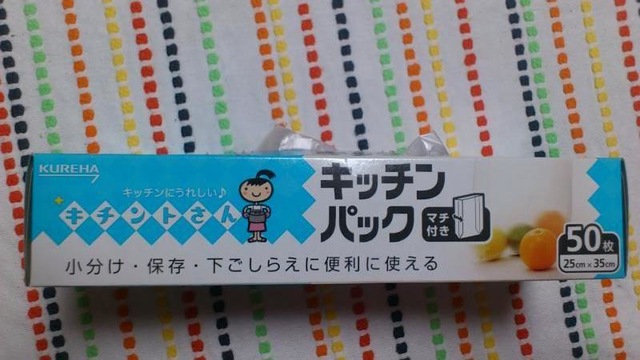 KUREHA
キッチンにうれしい♪
キチントさん
キッチン
パック
マチ
付き
小分け・保存・下ごしらえに便利に使える
50枚
25cm×35cm